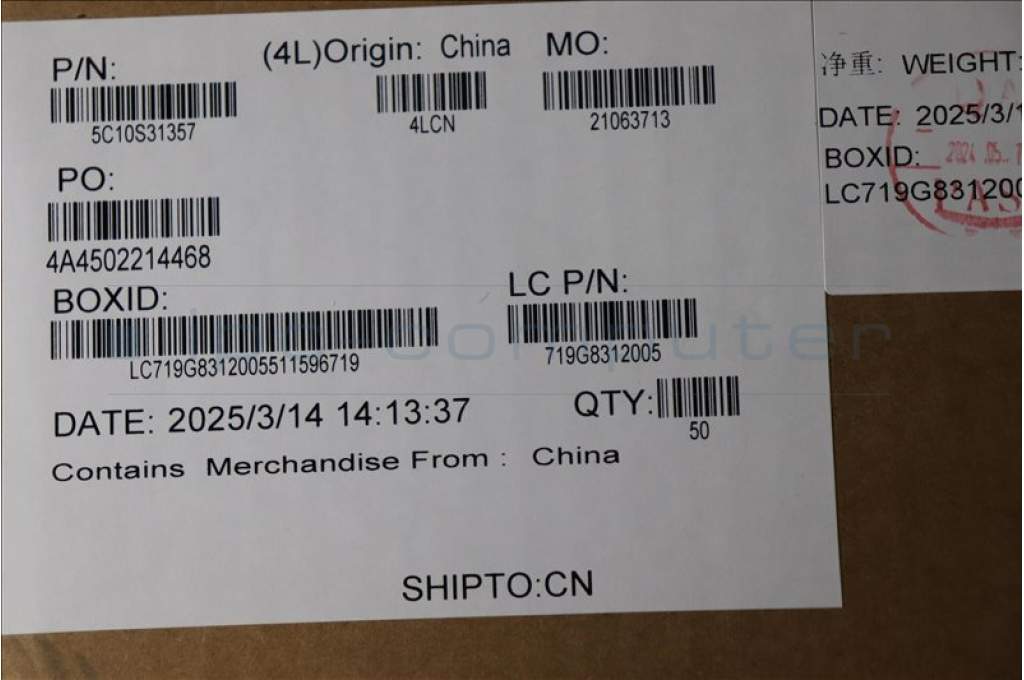 P/N:
5C10S31357
(4L)Origin: China
4LCN
MO:
21063713
PO:
4A4502214468
BOXID:
LC719G8312005511596719
LC P/N:
719G8312005
DATE: 2025/3/14 14:13:37
QTY:
50
Contains Merchandise From : China
SHIPTO:CN
净重: WEIGHT:
DATE: 2025/3/1
BOXID:
LC719G831200
computer